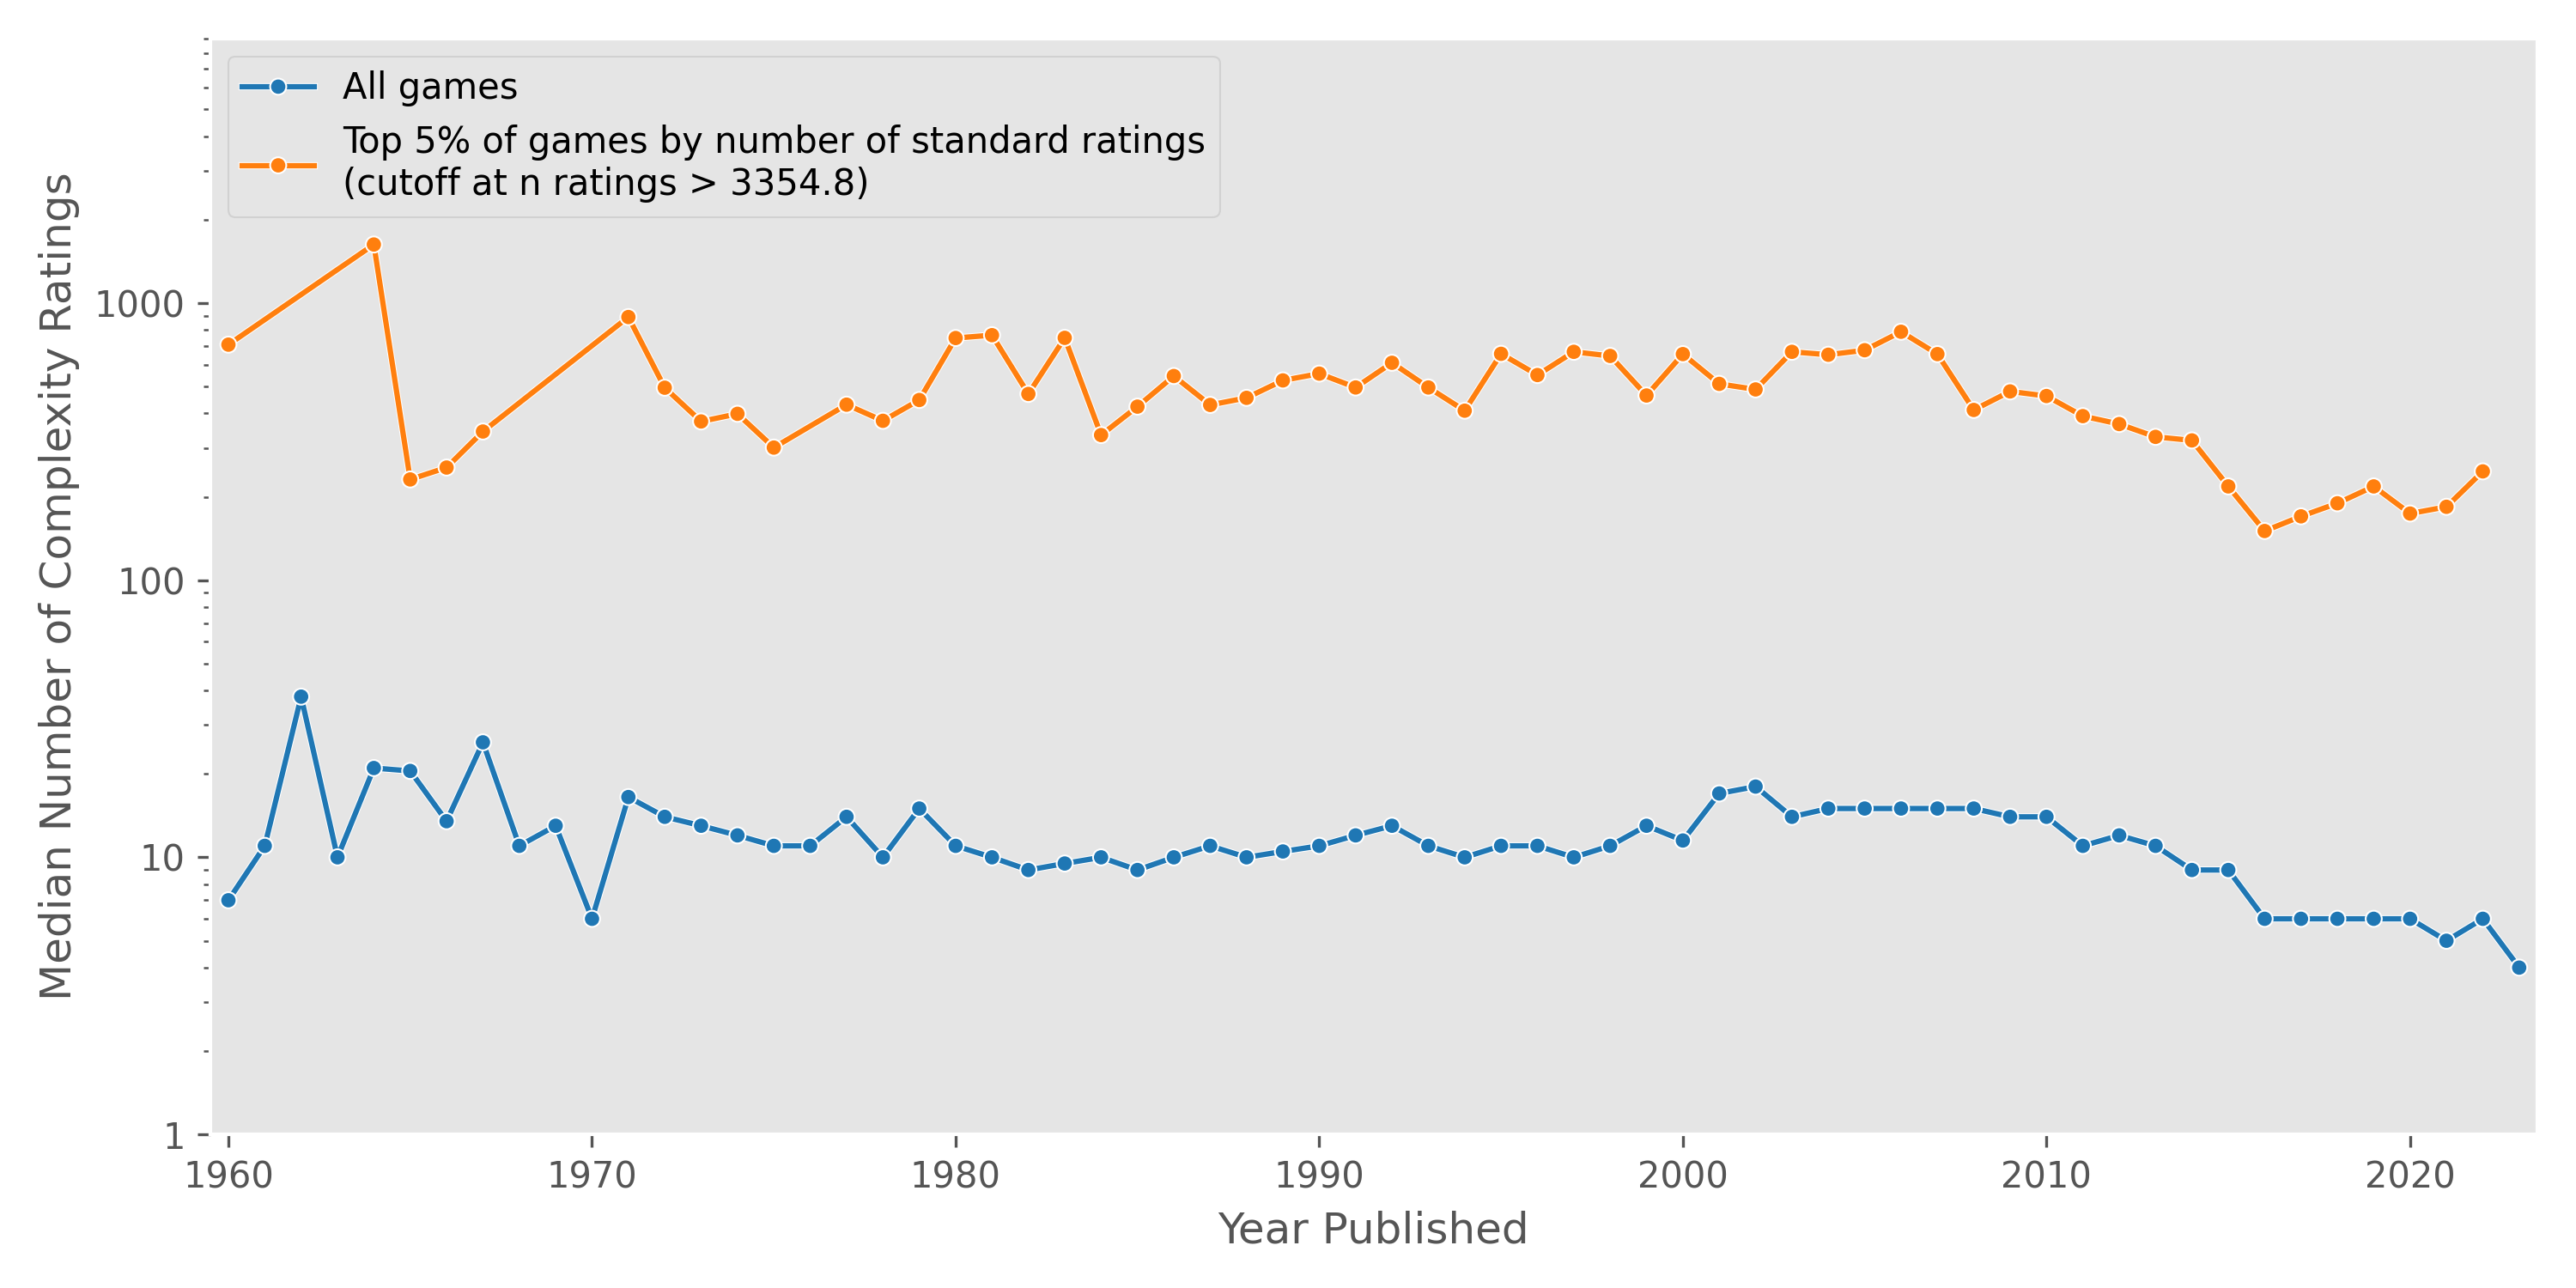 All games
Top 5% of games by number of standard ratings
(cutoff at n ratings > 3354.8)
Median Number of Complexity Ratings
1000
100
10
1
1960 1970 1980 1990 2000 2010 2020
Year Published